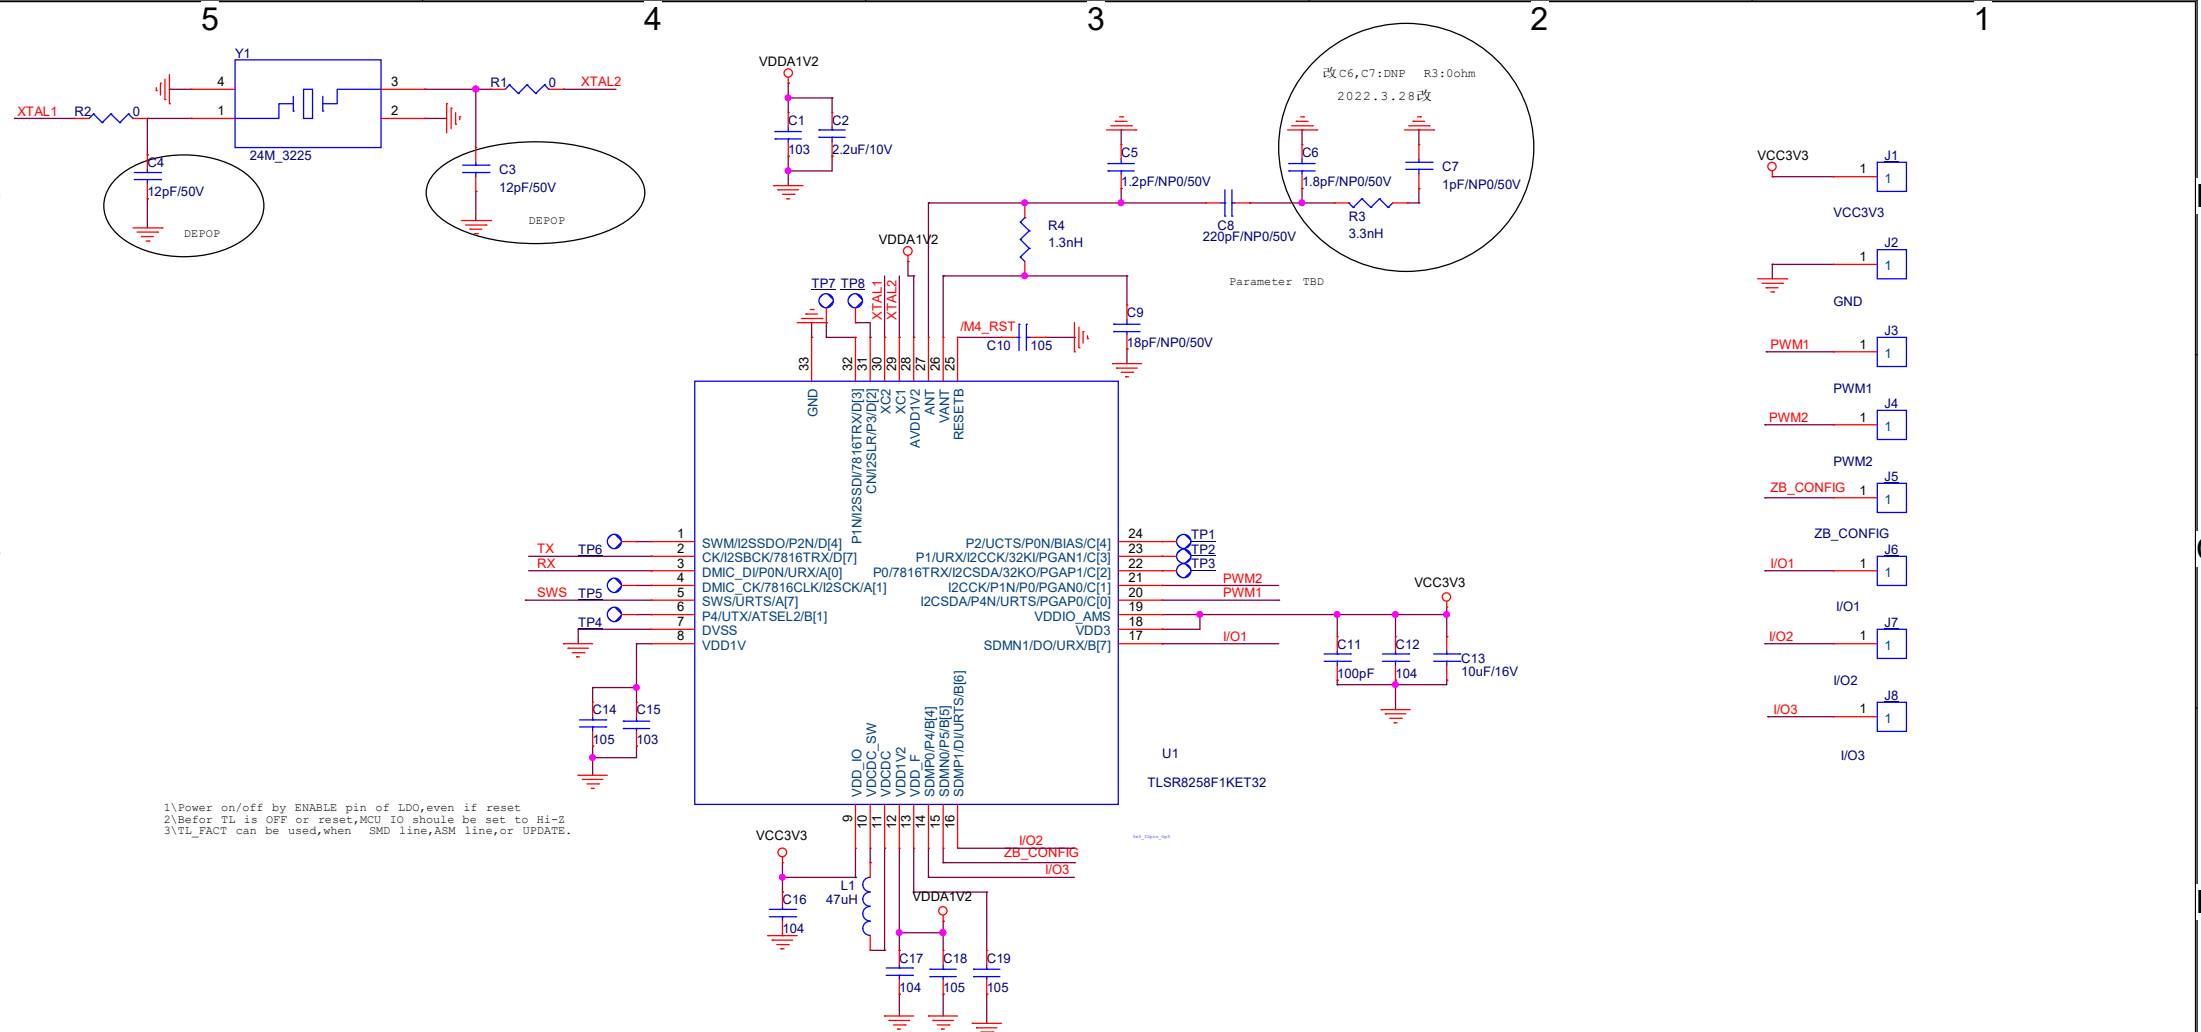 5
4
3
2
1
Y1
4
3
1
2
24M_3225
XTAL1
R2
0
R1
0
XTAL2
C4
12pF/50V
DEPOP
C3
12pF/50V
DEPOP
VDDA1V2
C1
103
C2
2.2uF/10V
改C6,C7:DNP R3:0ohm
2022.3.28改
C5
1.2pF/NP0/50V
C6
1.8pF/NP0/50V
C7
1pF/NP0/50V
R4
1.3nH
C8
220pF/NP0/50V
R3
3.3nH
Parameter TBD
VDDA1V2
TP7
TP8
XTAL1
XTAL2
/M4_RST
C10
105
C9
18pF/NP0/50V
33
32
31
30
29
28
27
26
25
GND
P1N/I2SSDI/7816TRX/D[3]
CN/I2SLR/P3/D[2]
XC2
XC1
AVDD1V2
ANT
VANT
RESETB
TX
RX
SWS
TP6
TP5
TP4
1
2
3
4
5
6
7
8
SWM/I2SSDO/P2N/D[4]
CK/I2SBCK/7816TRX/D[7]
DMIC_DI/P0N/URX/A[0]
DMIC_CK/7816CLK/I2SCK/A[1]
SWS/URTS/A[7]
P4/UTX/ATSEL2/B[1]
DVSS
VDD1V
P2/UCTS/P0N/BIAS/C[4]
P1/URX/I2CCK/32KI/PGAN1/C[3]
P0/7816TRX/I2CSDA/32KO/PGAP1/C[2]
I2CCK/P1N/P0/PGAN0/C[1]
I2CSDA/P4N/URTS/PGAP0/C[0]
VDDIO_AMS
VDD3
SDMN1/DO/URX/B[7]
24
23
22
21
20
19
18
17
TP1
TP2
TP3
PWM2
PWM1
I/O1
VCC3V3
C11
100pF
C12
104
C13
10uF/16V
C14
105
C15
103
VDD_IO
VDCDC_SW
VDCDC
VDD1V2
VDD_F
SDMP0/P4/B[4]
SDMN0/P5/B[5]
SDMP1/DI/URTS/B[6]
9
10
11
12
13
14
15
16
U1
TLSR8258F1KET32
I/O2
ZB_CONFIG
I/O3
VCC3V3
C16
104
L1
47uH
VDDA1V2
C17
104
C18
105
C19
105
1\Power on/off by ENABLE pin of LDO,even if reset
2\Befor TL is OFF or reset,MCU IO shoule be set to Hi-Z
3\TL_FACT can be used,when SMD line,ASM line,or UPDATE.
VCC3V3
1
J1
1
VCC3V3
1
J2
1
GND
PWM1
1
J3
1
PWM1
PWM2
1
J4
1
PWM2
ZB_CONFIG
1
J5
1
ZB_CONFIG
I/O1
1
J6
1
I/O1
I/O2
1
J7
1
I/O2
I/O3
1
J8
1
I/O3